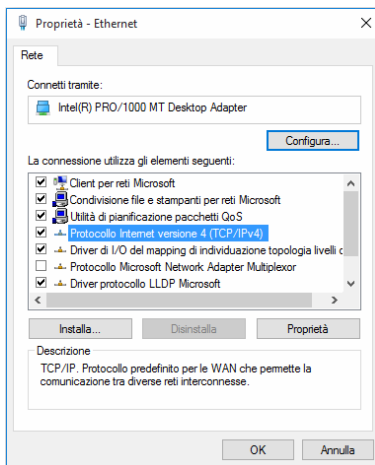 Proprietà - Ethernet
Rete
Connetti tramite:
Intel(R) PRO/1000 MT Desktop Adapter
Configura...
La connessione utilizza gli elementi seguenti:
Client per reti Microsoft
Condivisione file e stampanti per reti Microsoft
Utilità di pianificazione pacchetti QoS
Protocollo Internet versione 4 (TCP/IPv4)
Driver di I/O del mapping di individuazione topologia livelli c
Protocollo Microsoft Network Adapter Multiplexor
Driver protocollo LLDP Microsoft
Installa...
Disinstalla
Proprietà
Descrizione
TCP/IP. Protocollo predefinito per le WAN che permette la
comunicazione tra diverse reti interconnesse.
OK
Annulla